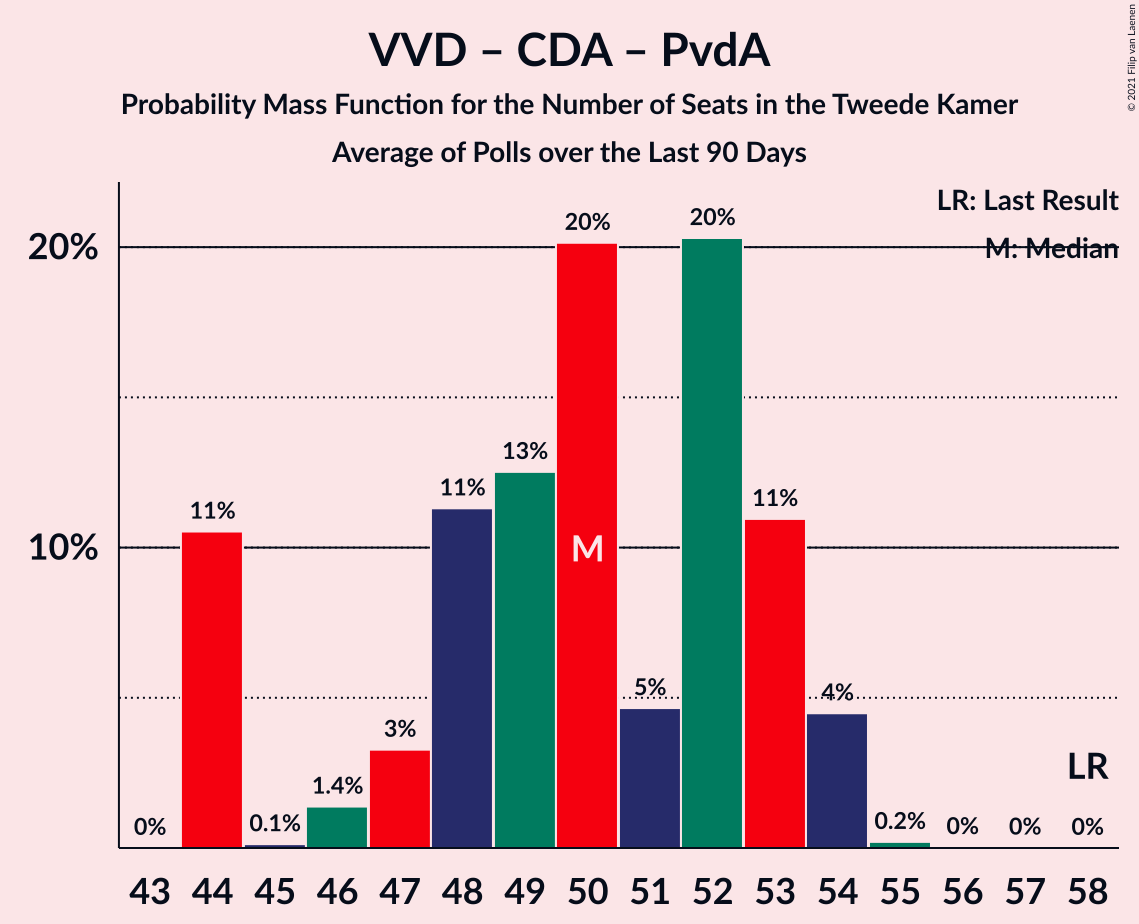 VVD – CDA – PvdA
Probability Mass Function for the Number of Seats in the Tweede Kamer
Average of Polls over the Last 90 Days
© 2021 Filip van Laenen
LR: Last Result
M: Median
20%
10%
0%
11%
0.1%
1.4%
3%
11%
13%
20%
M
5%
20%
11%
4%
0.2%
0%
0%
LR
0%
43 44 45 46 47 48 49 50 51 52 53 54 55 56 57 58